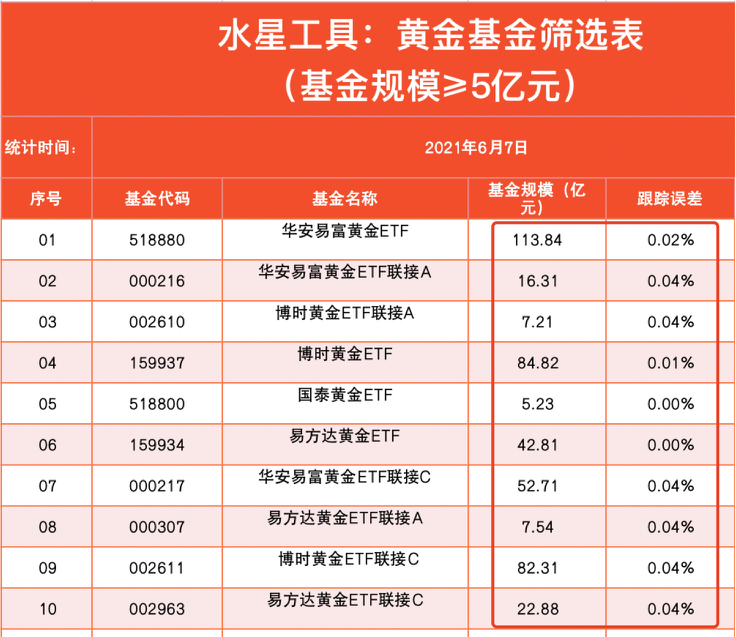 水星工具：黄金基金筛选表
（基金规模≥5亿元）
统计时间： 2021年6月7日
序号 基金代码 基金名称 基金规模（亿元） 跟踪误差
01 518880 华安易富黄金ETF 113.84 0.02%
02 000216 华安易富黄金ETF联接A 16.31 0.04%
03 002610 博时黄金ETF联接A 7.21 0.04%
04 159937 博时黄金ETF 84.82 0.01%
05 518800 国泰黄金ETF 5.23 0.00%
06 159934 易方达黄金ETF 42.81 0.00%
07 000217 华安易富黄金ETF联接C 52.71 0.04%
08 000307 易方达黄金ETF联接A 7.54 0.04%
09 002611 博时黄金ETF联接C 82.31 0.04%
10 002963 易方达黄金ETF联接C 22.88 0.04%